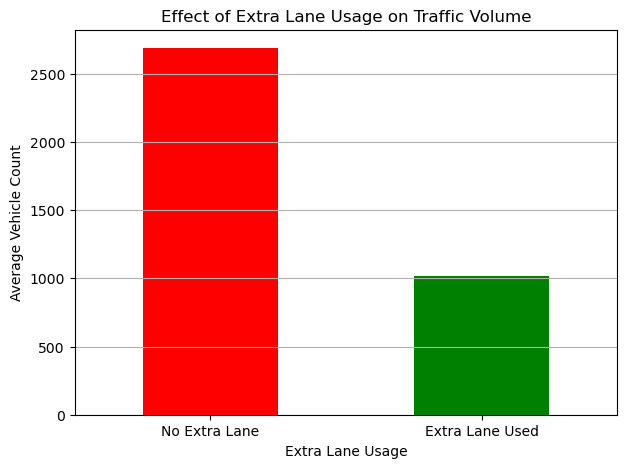 Effect of Extra Lane Usage on Traffic Volume
Average Vehicle Count
2500
2000
1500
1000
500
0
No Extra Lane
Extra Lane Used
Extra Lane Usage